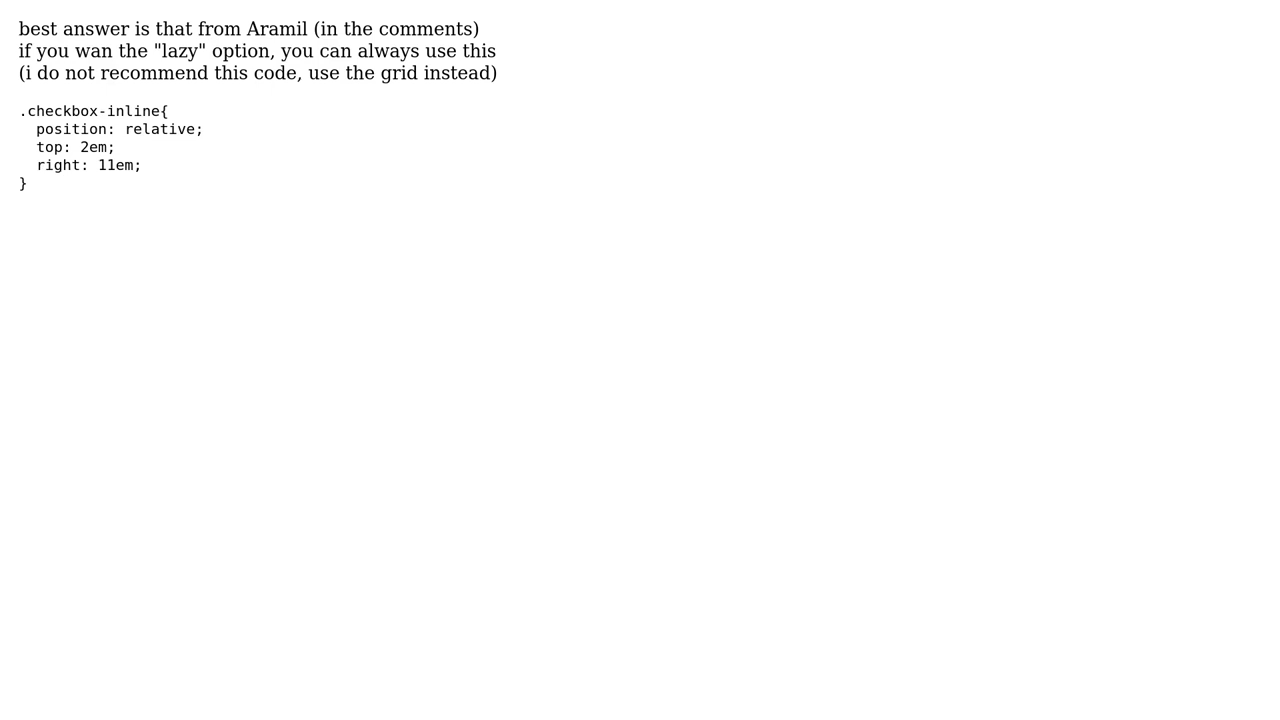 best answer is that from Aramil (in the comments)
if you wan the "lazy" option, you can always use this
(i do not recommend this code, use the grid instead)
.checkbox-inline{
  position: relative;
  top: 2em;
  right: 11em;
}